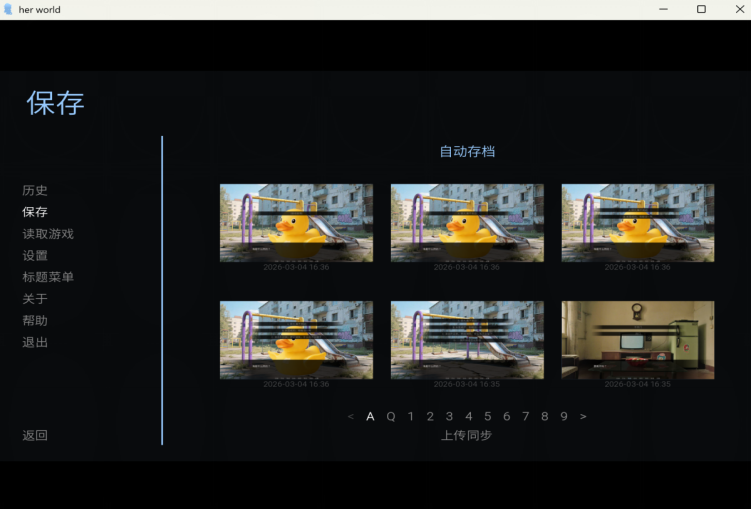 her world
保存
自动存档
历史
保存
读取游戏
设置
标题菜单
关于
帮助
退出
返回
2026-03-04 16:36
2026-03-04 16:36
2026-03-04 16:36
2026-03-04 16:36
2026-03-04 16:35
2026-03-04 16:35
< A Q 1 2 3 4 5 6 7 8 9 >
上传同步